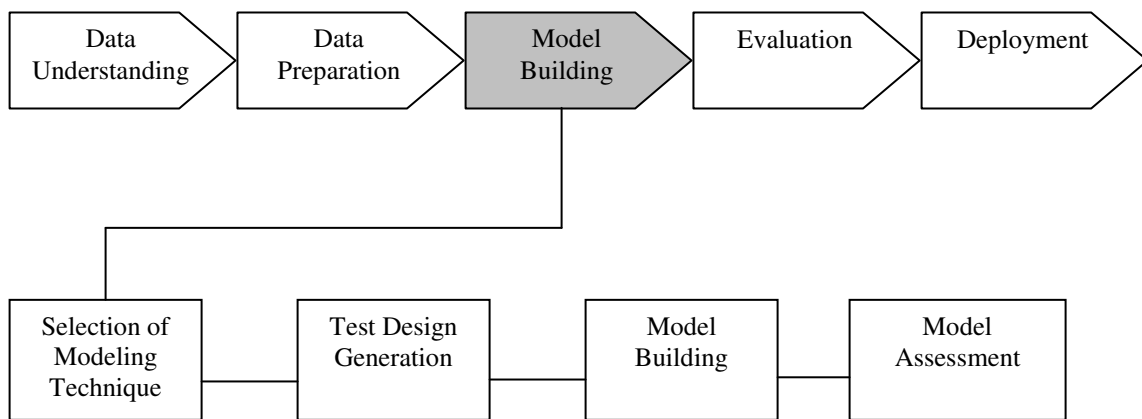 Data
Understanding
Data
Preparation
Model
Building
Evaluation
Deployment
Selection of
Modeling
Technique
Test Design
Generation
Model
Building
Model
Assessment